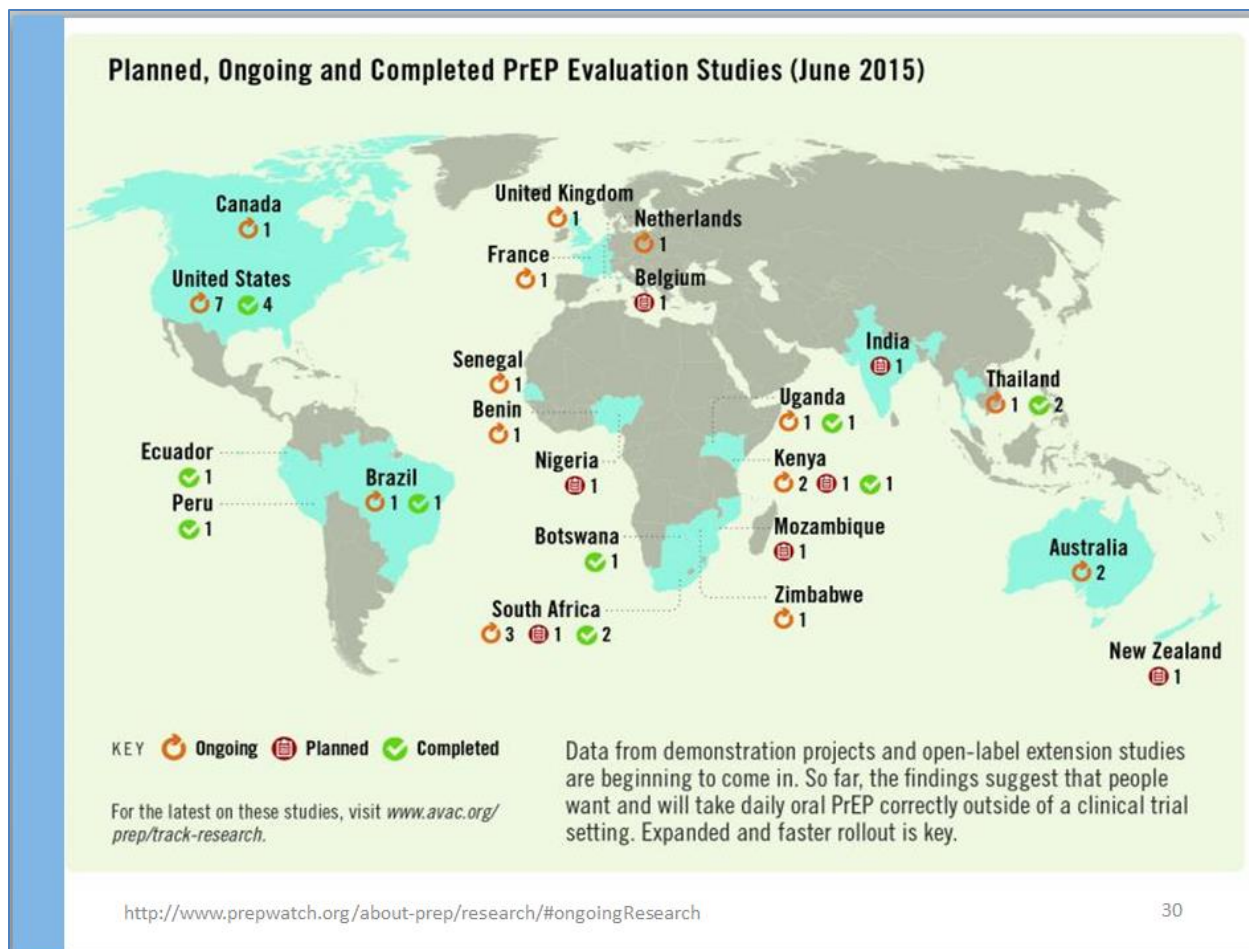 Planned, Ongoing and Completed PrEP Evaluation Studies (June 2015)
Canada
1
United States
7 4
United Kingdom
1
Netherlands
1
France
1
Belgium
1
Senegal
1
Benin
1
Nigeria
1
India
1
Thailand
1 2
Uganda
1 1
Kenya
2 1 1
Ecuador
1
Peru
1
Brazil
1 1
Botswana
1
Mozambique
1
South Africa
3 1 2
Zimbabwe
1
Australia
2
New Zealand
1
KEY Ongoing Planned Completed
For the latest on these studies, visit www.avac.org/
prep/track-research.
Data from demonstration projects and open-label extension studies
are beginning to come in. So far, the findings suggest that people
want and will take daily oral PrEP correctly outside of a clinical trial
setting. Expanded and faster rollout is key.
http://www.prepwatch.org/about-prep/research/#ongoingResearch
30